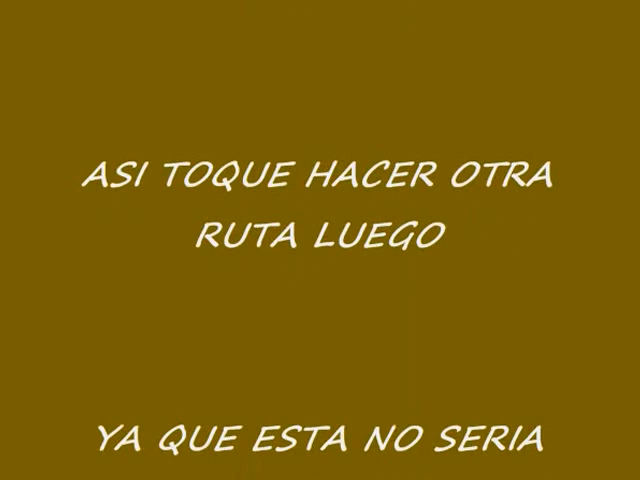 ASI TOQUE HACER OTRA
RUTA LUEGO
YA QUE ESTA NO SERIA